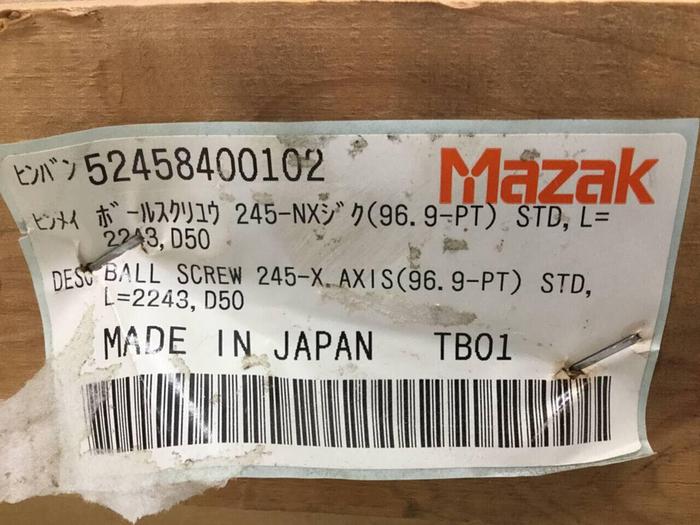 ヒンバン 52458400102
Mazak
ヒンメイ ボールスクリュウ 245-NXジク(96.9-PT) STD, L=
2243, D50
DESC BALL SCREW 245-X. AXIS(96.9-PT) STD,
L=2243, D50
MADE IN JAPAN TB01